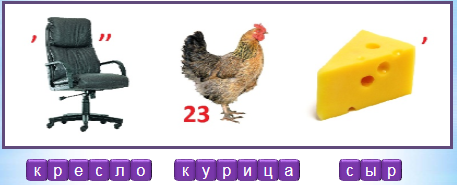 , ,,
23
,
кресло курица сыр